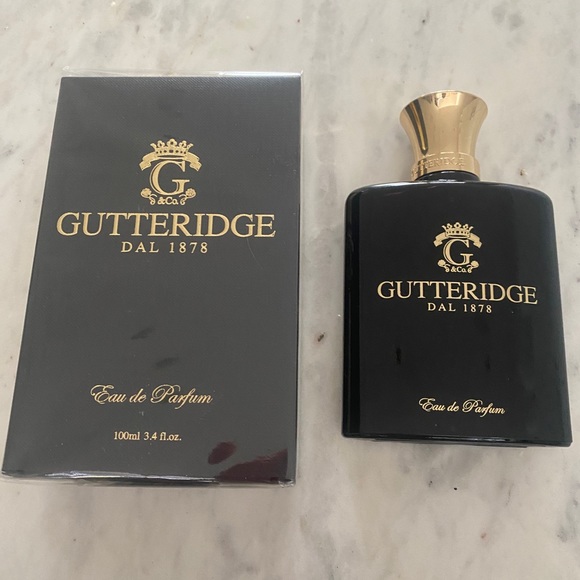 G
&Co.
GUTTERIDGE
DAL 1878
Eau de Parfum
100ml 3.4 fl.oz.
GUTTERIDGE
G
&Co.
GUTTERIDGE
DAL 1878
Eau de Parfum